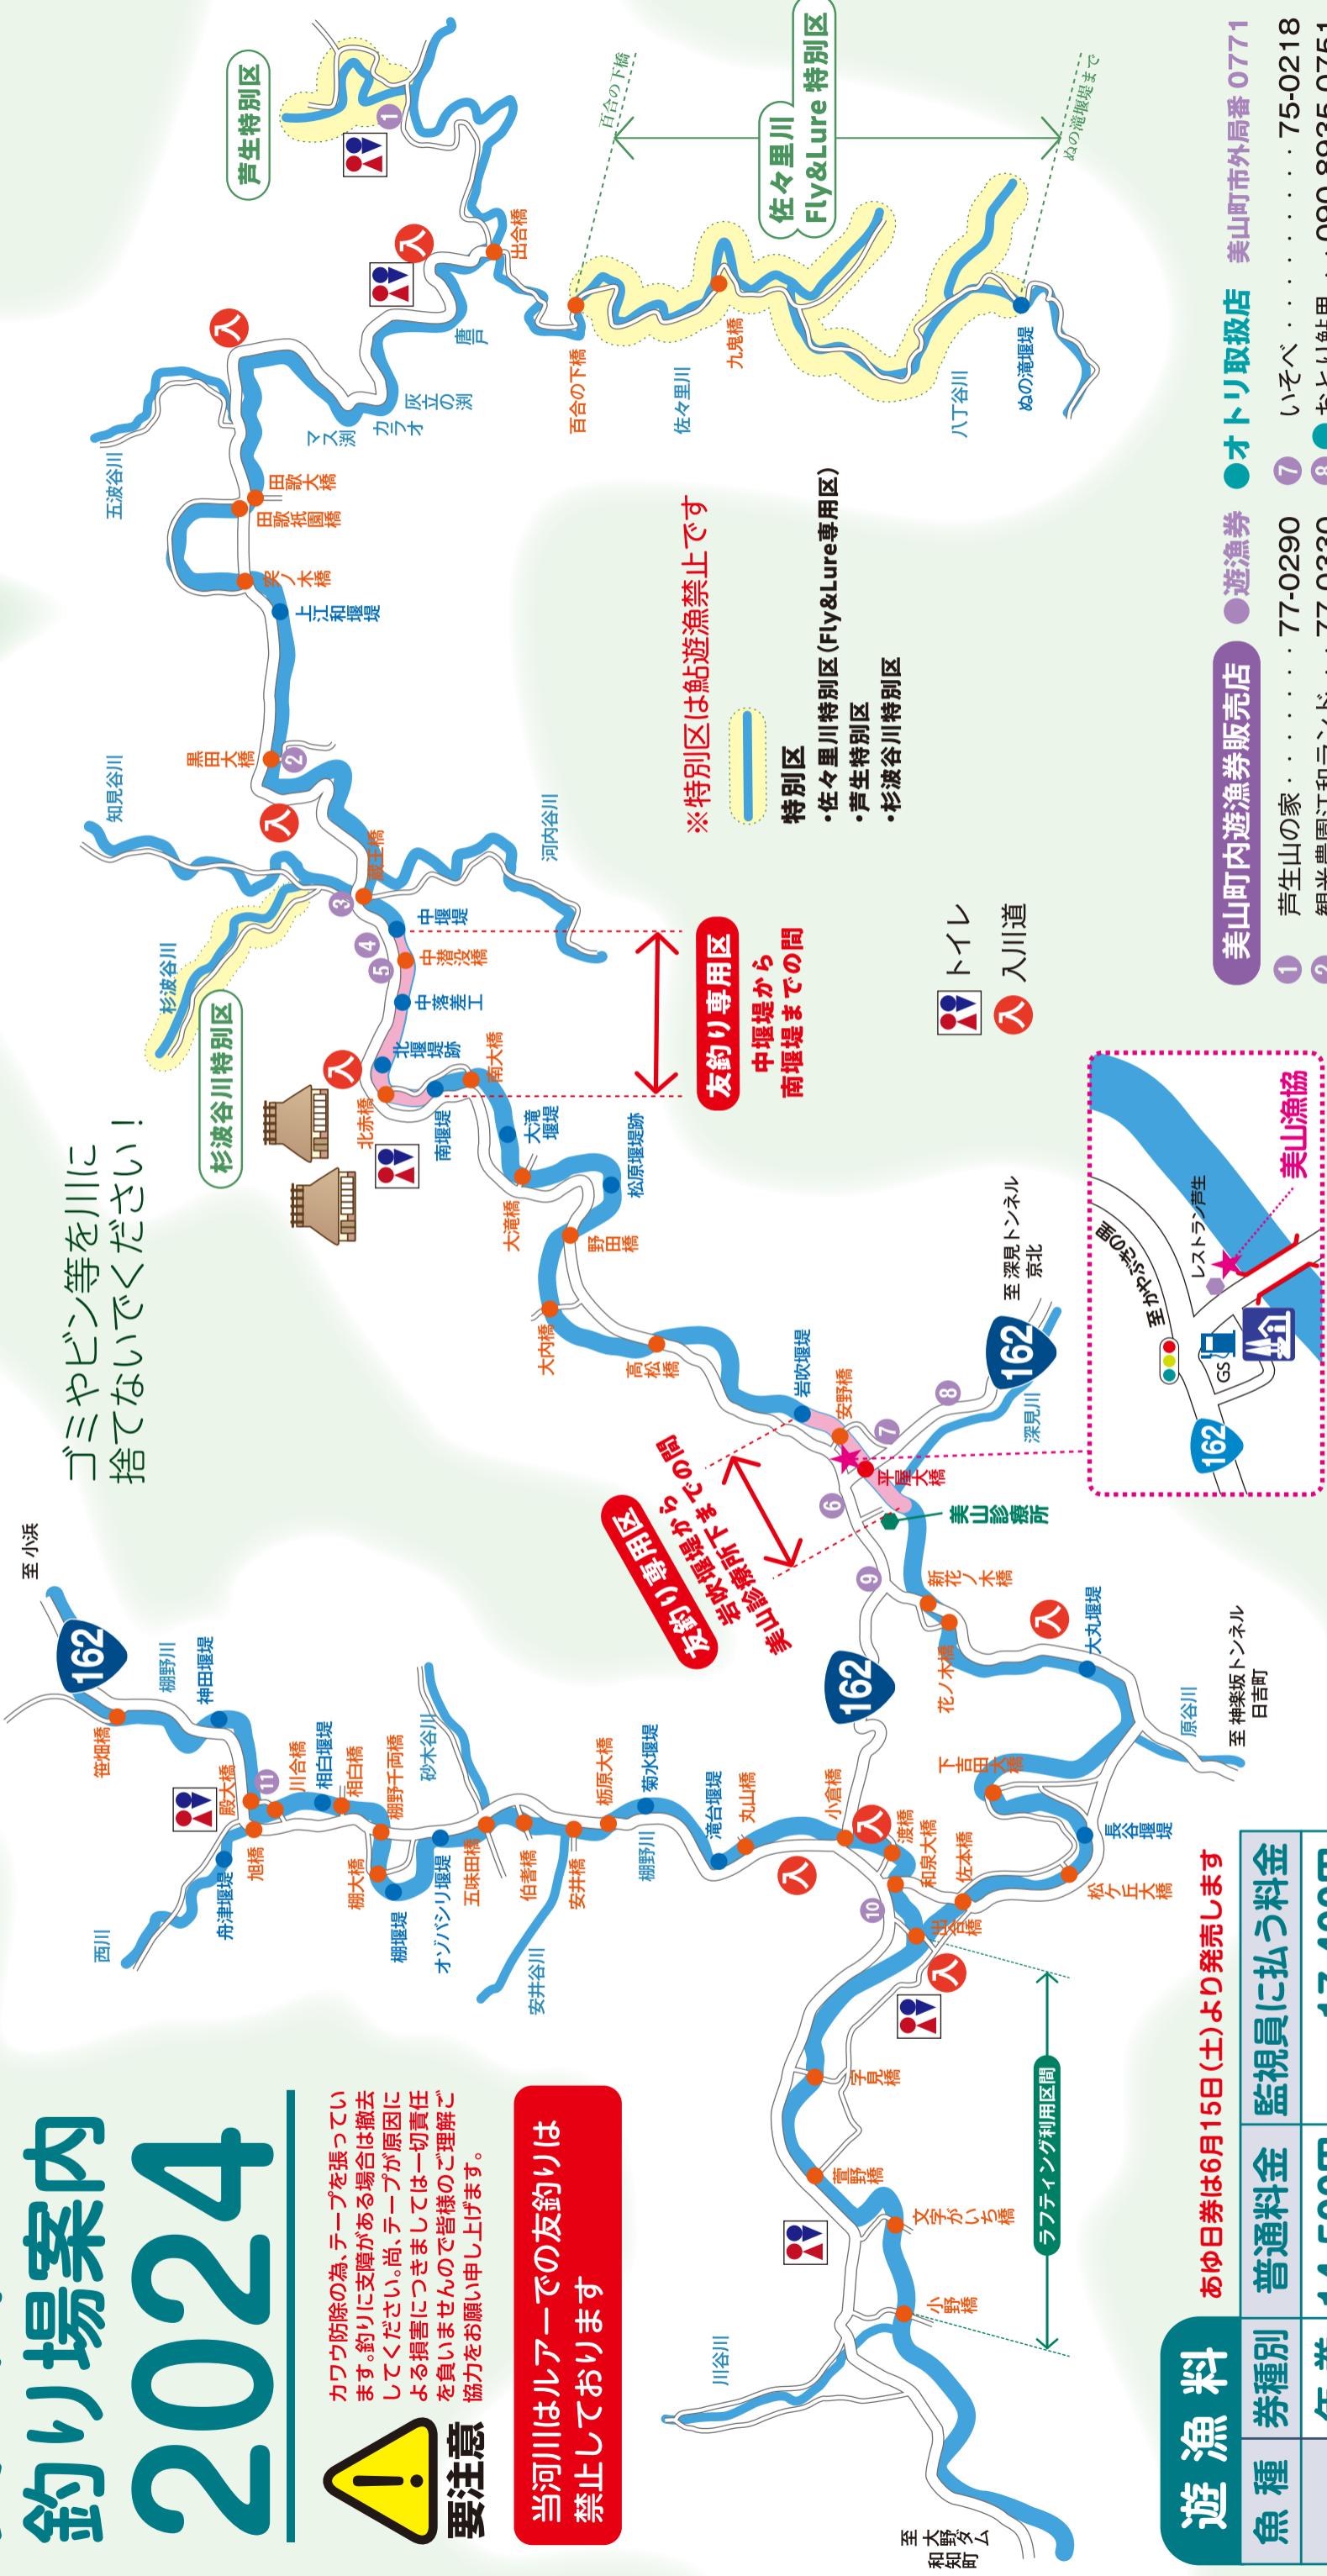 釣り場案内
2024
要注意
カワウ防除の為、テープを張ってい
ます。釣りに支障がある場合は撤去
してください。尚、テープが原因に
よる損害につきましては一切責任
を負いませんので皆様のご理解ご
協力をお願い申し上げます。
当河川はルアーでの友釣りは
禁止しております
ゴミやビン等を川に
捨てないでください！
至 小浜
162
笹畑橋
棚野川
神田堰堤
殿大橋
11
川合橋
相白堰堤
相白橋
棚野千両橋
砂木谷川
旭橋
舟津堰堤
西川
棚大橋
棚堰堤
オゾバシリ堰堤
五味田橋
伯耆橋
安井橋
安井谷川
栃原大橋
菊水堰堤
棚野川
滝台堰堤
丸山橋
小倉橋
渡橋
和泉大橋
佐本橋
10
出合橋
松ケ丘大橋
長谷堰堤
下吉田大橋
原谷川
至 神楽坂トンネル
日吉町
大丸堰堤
花ノ木橋
新花ノ木橋
162
9
字見橋
萱野橋
文字がいち橋
小野橋
川谷川
ラフティング利用区間
至 大野ダム
和知町
杉波谷川特別区
杉波谷川
知見谷川
芦生特別区
1
出合橋
唐戸
灰立の渕
カラオ
マス渕
五波谷川
田歌大橋
田歌祇園橋
突ノ木橋
上江和堰堤
黒田大橋
2
蔵王橋
3
河内谷川
4
5
中堰堤
中潜没橋
中落差工
北堰堤跡
北赤橋
南堰堤
南大橋
大滝堰堤
大滝橋
松原堰堤跡
野田橋
大内橋
高松橋
岩吹堰堤
安野橋
平屋大橋
6
7
8
深見川
美山診療所
162
至 深見トンネル
京北
友釣り専用区
岩吹堰堤から
美山診療所下までの間
友釣り専用区
中堰堤から
南堰堤までの間
百合の下橋
佐々里川
九鬼橋
八丁谷川
ぬの滝堰堤
百合の下橋
ぬの滝堰堤まで
佐々里川
Fly&Lure 特別区
※特別区は鮎遊漁禁止です
特別区
・佐々里川特別区（Fly&Lure専用区）
・芦生特別区
・杉波谷川特別区
トイレ
入 入川道
至かやぶきの里
レストラン芦生
美山漁協
GS
162
美山町内遊漁券販売店 ●遊漁券 ●オトリ取扱店 美山町市外局番 0771
1 芦生山の家・・・・・・・77-0290
7 いそべ・・・・・・・・・・75-0218
あゆ日券は6月15日（土）より発売します
遊漁料
魚種 券種別 普通料金 監視員に払う料金